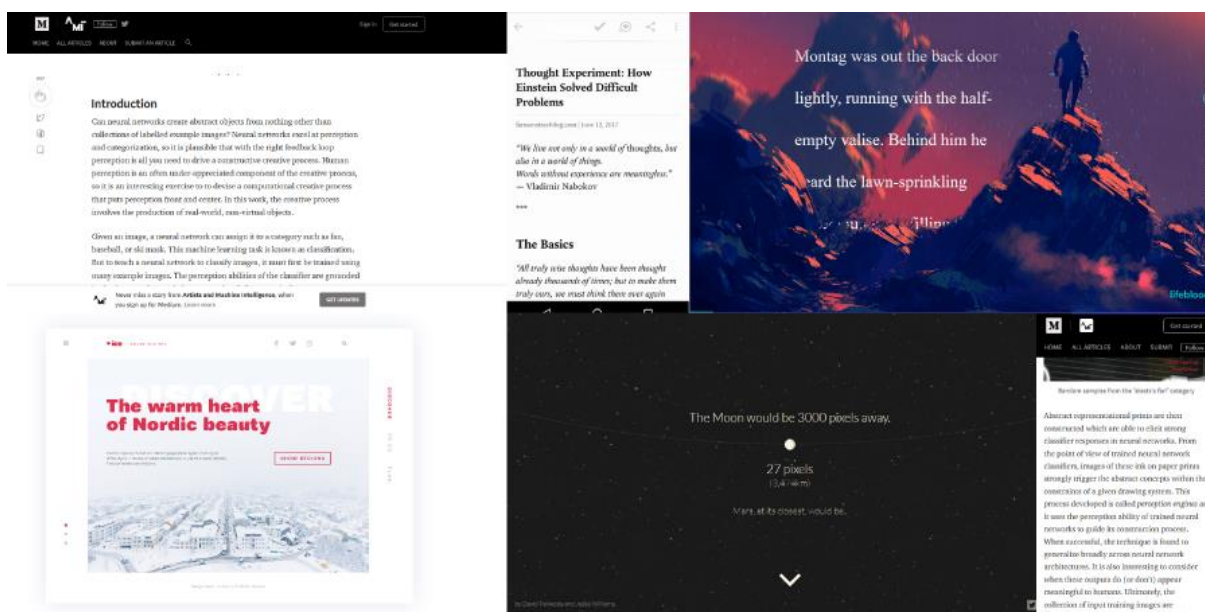 M
AMI
Follow
Sign in
Get started
HOME ALL ARTICLES ABOUT SUBMIT AN ARTICLE
Introduction
Can neural networks create abstract objects from nothing other than
collections of labelled example images? Neural networks excel at perception
and categorization, so it is plausible that with the right feedback loop
perception is all you need to drive a constructive creative process. Human
perception is an often under-appreciated component of the creative process,
so it is an interesting exercise to to devise a computational creative process
that puts perception front and center. In this work, the creative process
involves the production of real-world, non-virtual objects.
Given an image, a neural network can assign it to a category such as fan,
baseball, or ski mask. This machine learning task is known as classification.
But to teach a neural network to classify images, it must first be trained using
many example images. The perception abilities of the classifier are grounded
Never miss a story from Artists and Machine Intelligence, when
you sign up for Medium. Learn more
GET UPDATES
DISCOVER
The warm heart
of Nordic beauty
Thought Experiment: How
Einstein Solved Difficult
Problems
June 13, 2017
"We live not only in a world of thoughts, but
also in a world of things.
Words without experience are meaningless."
— Vladimir Nabokov
***
The Basics
"All truly wise thoughts have been thought
already thousands of times; but to make them
truly ours, we must think them over again
Montag was out the back door
lightly, running with the half-
empty valise. Behind him he
heard the lawn-sprinkling
lifebloo
The Moon would be 3000 pixels away.
27 pixels
Mars, at its closest, would be..
M
Get started
HOME ALL ARTICLES ABOUT SUBMIT Follow
Random samples from the category
Abstract representational prints are then
constructed which are able to elicit strong
classifier responses in neural networks. From
the point of view of trained neural network
classifiers, images of these ink on paper prints
strongly trigger the abstract concepts within the
constraints of a given drawing system. This
process developed is called perception engines as
it uses the perception ability of trained neural
networks to guide its construction process.
When successful, the technique is found to
generalize broadly across neural network
architectures. It is also interesting to consider
when these outputs do (or don't) appear
meaningful to humans. Ultimately, the
collection of input training images are